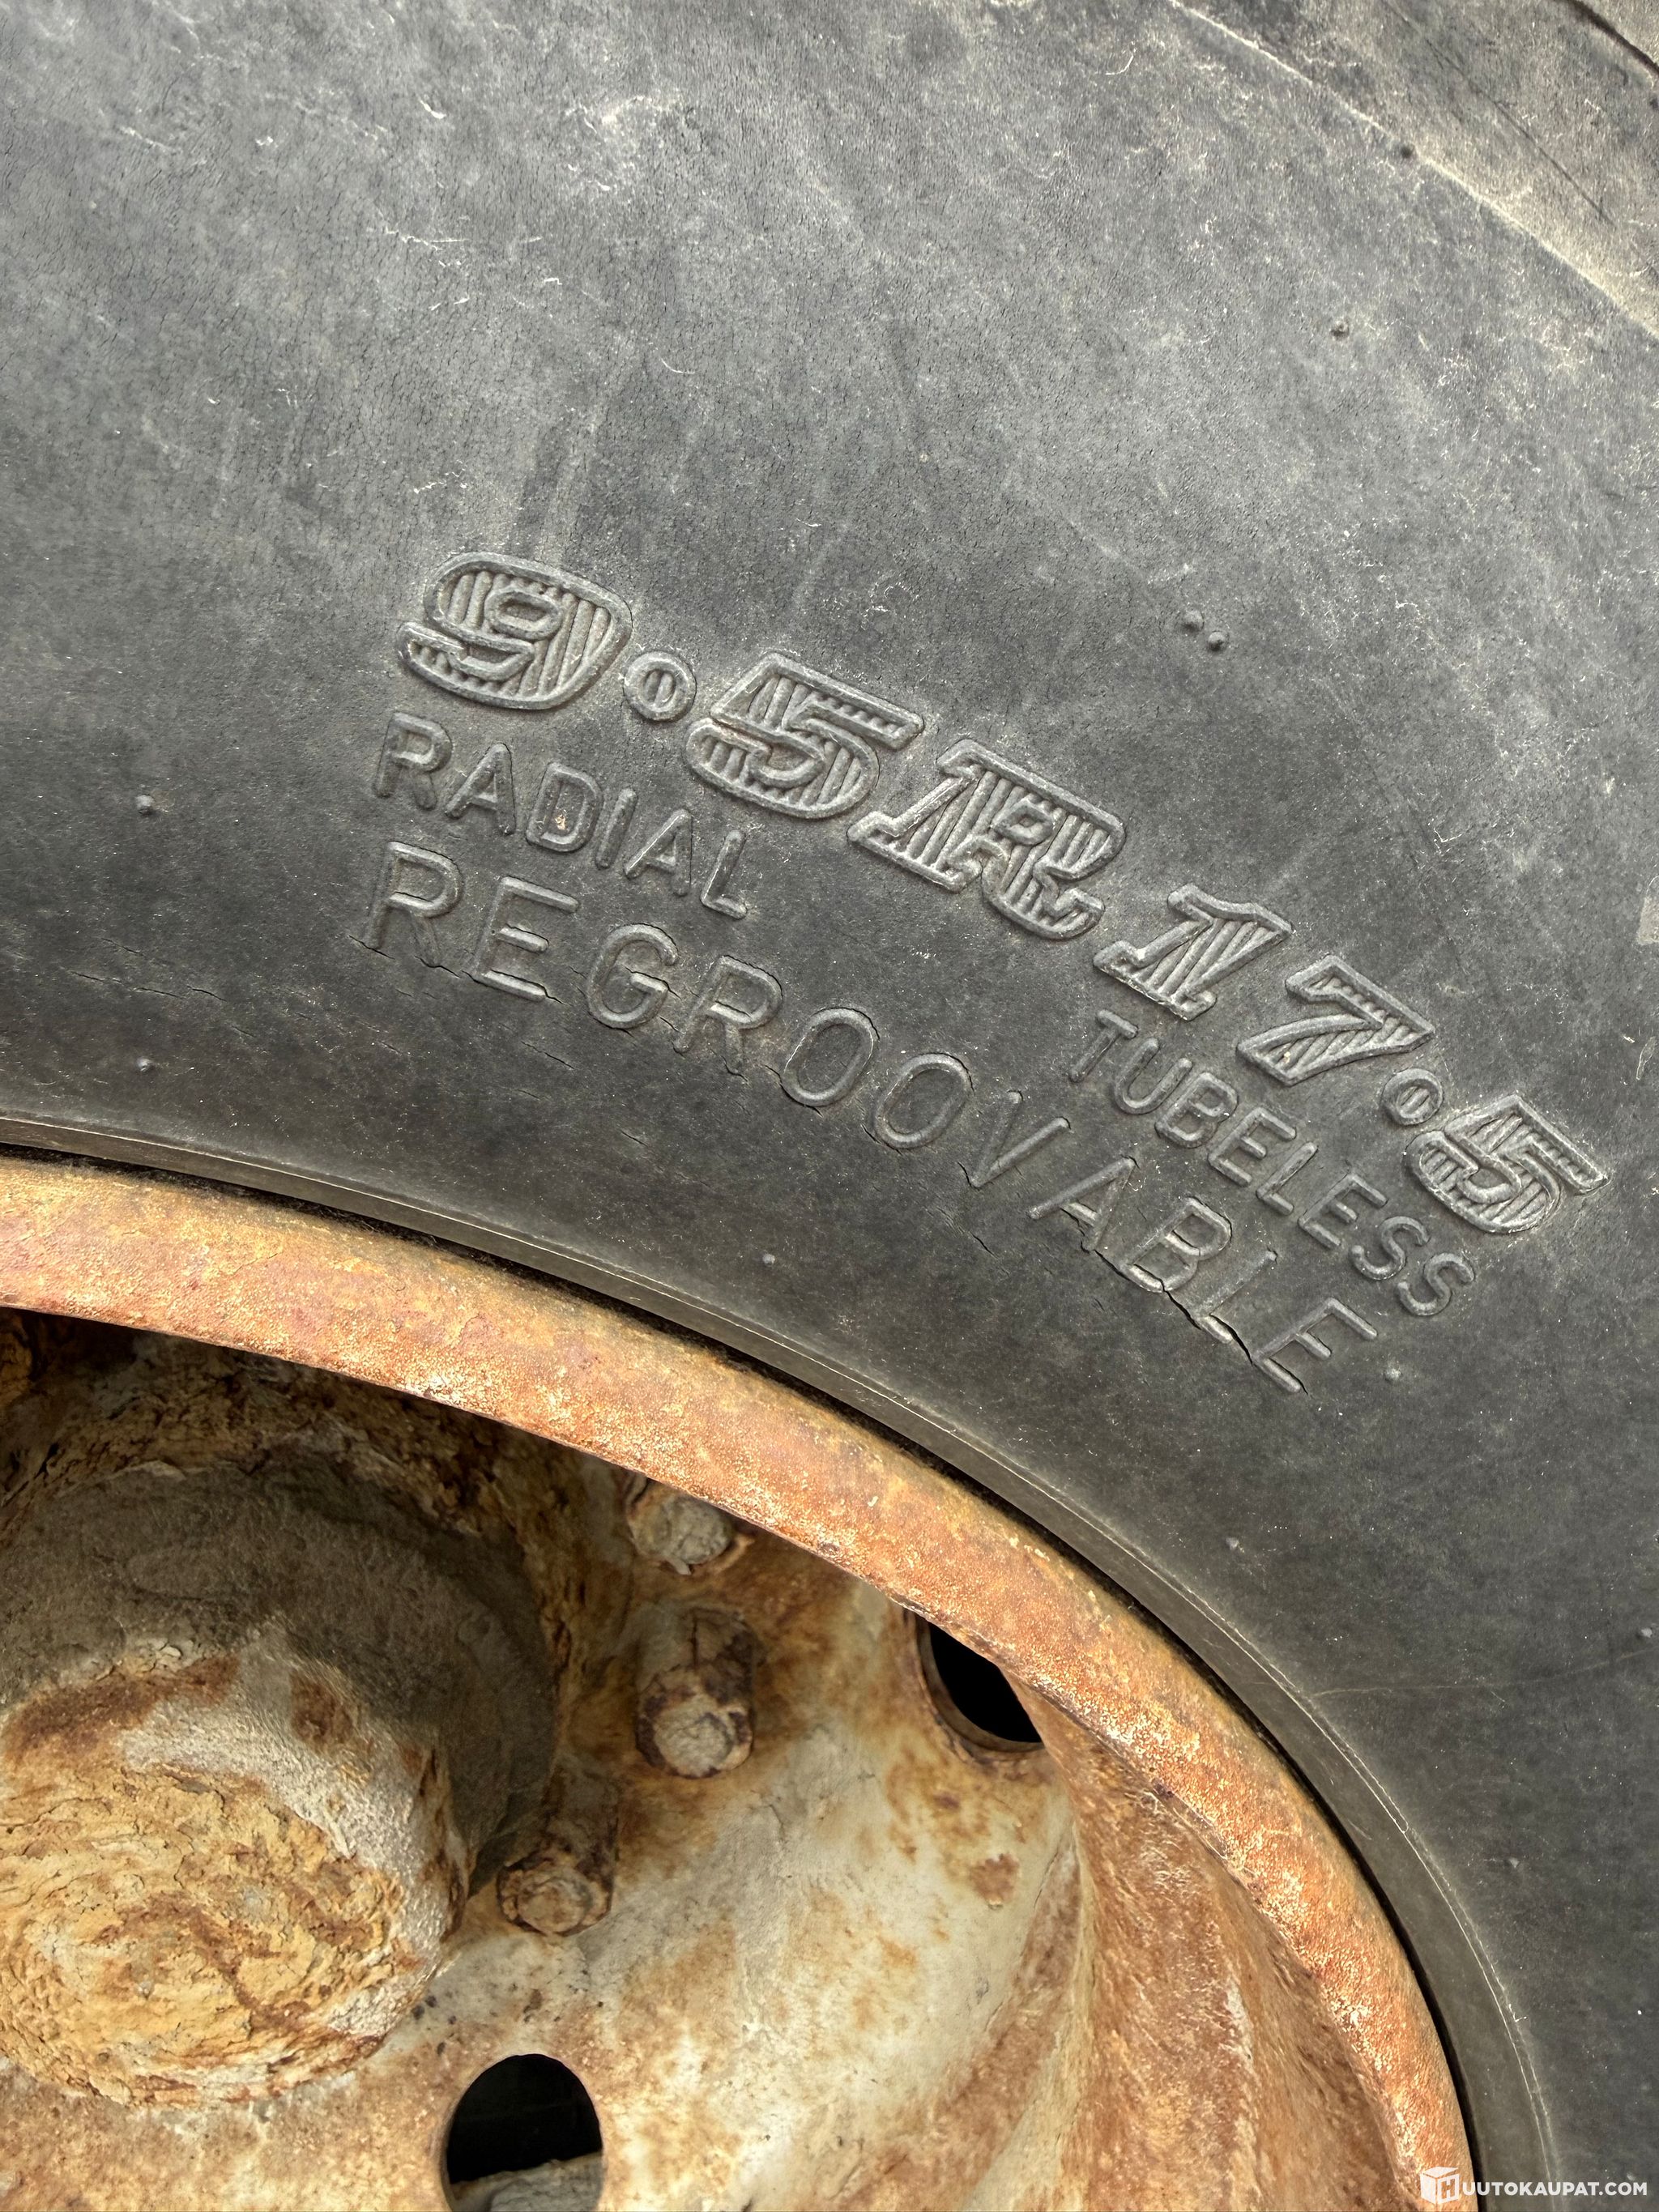 9.5R17.5
RADIAL TUBELESS
REGROOVABLE
HUUTOKAUPAT.COM